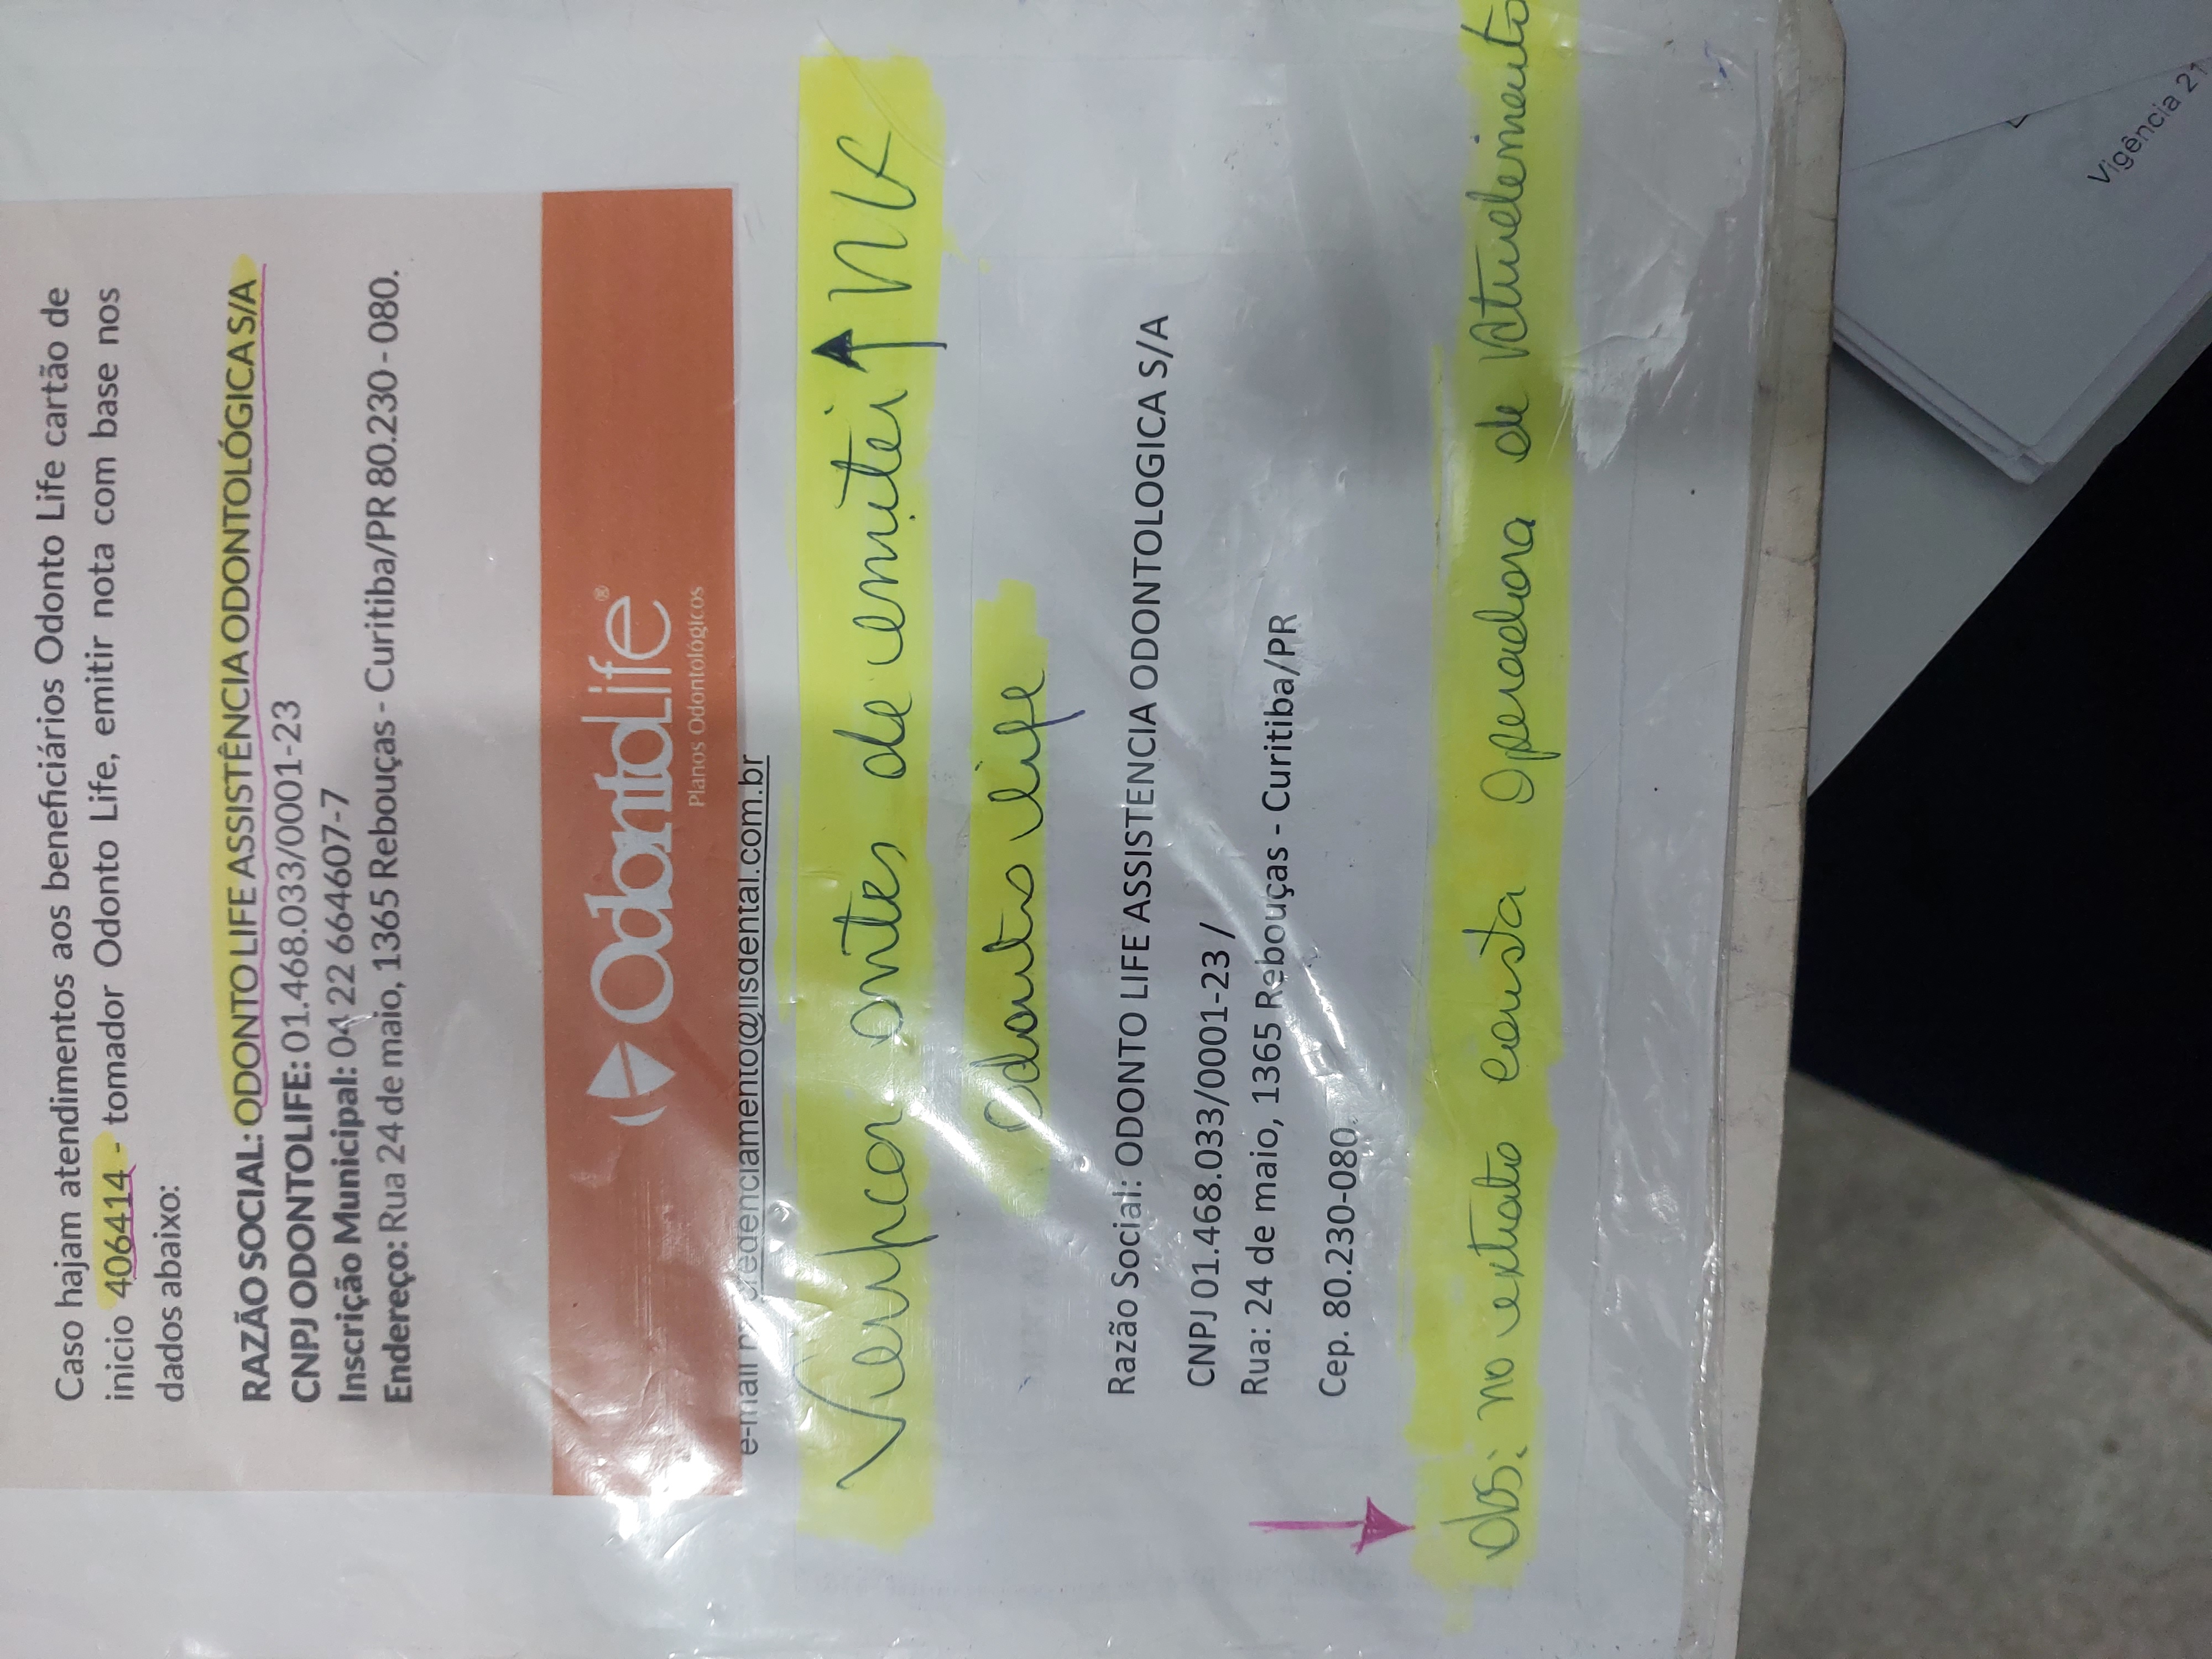 Caso hajam atendimentos aos beneficiários Odonto Life cartão de
inicio 406414 - tomador Odonto Life, emitir nota com base nos
dados abaixo:
RAZÃO SOCIAL: ODONTO LIFE ASSISTÊNCIA ODONTOLÓGICA S/A
CNPJ ODONTOLIFE: 01.468.033/0001-23
Inscrição Municipal: 04 22 664607-7
Endereço: Rua 24 de maio, 1365 Rebouças - Curitiba/PR 80.230 - 080.
OdontoLife®
Planos Odontológicos
e-mail credenciamento@lisdental.com.br
Verificar antes de emitir NF
odonto life
Razão Social: ODONTO LIFE ASSISTENCIA ODONTOLOGICA S/A
CNPJ 01.468.033/0001-23 /
Rua: 24 de maio, 1365 Rebouças - Curitiba/PR
Cep. 80.230-080.
Obs: no extrato consta Operadora de
Vigência 21